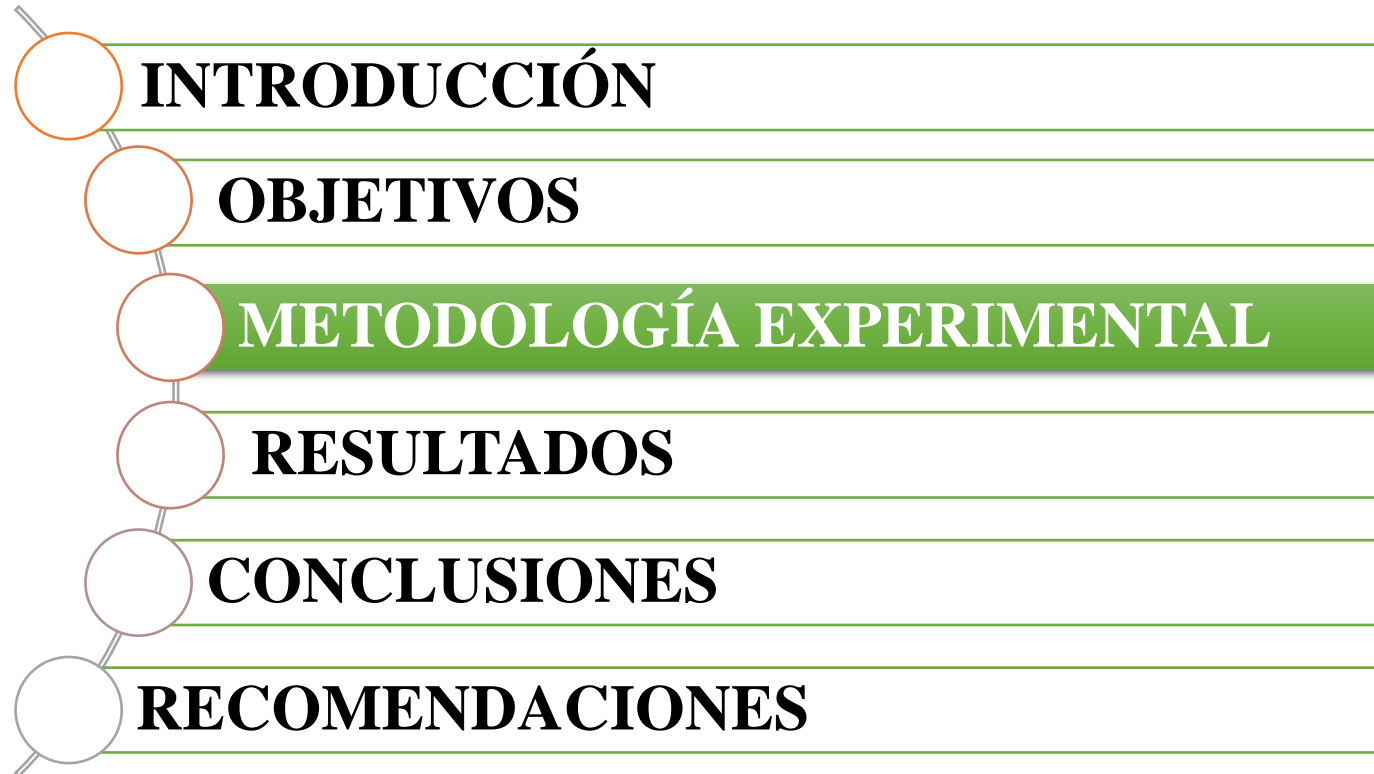 INTRODUCCIÓN
OBJETIVOS
METODOLOGÍA EXPERIMENTAL
RESULTADOS
CONCLUSIONES
RECOMENDACIONES